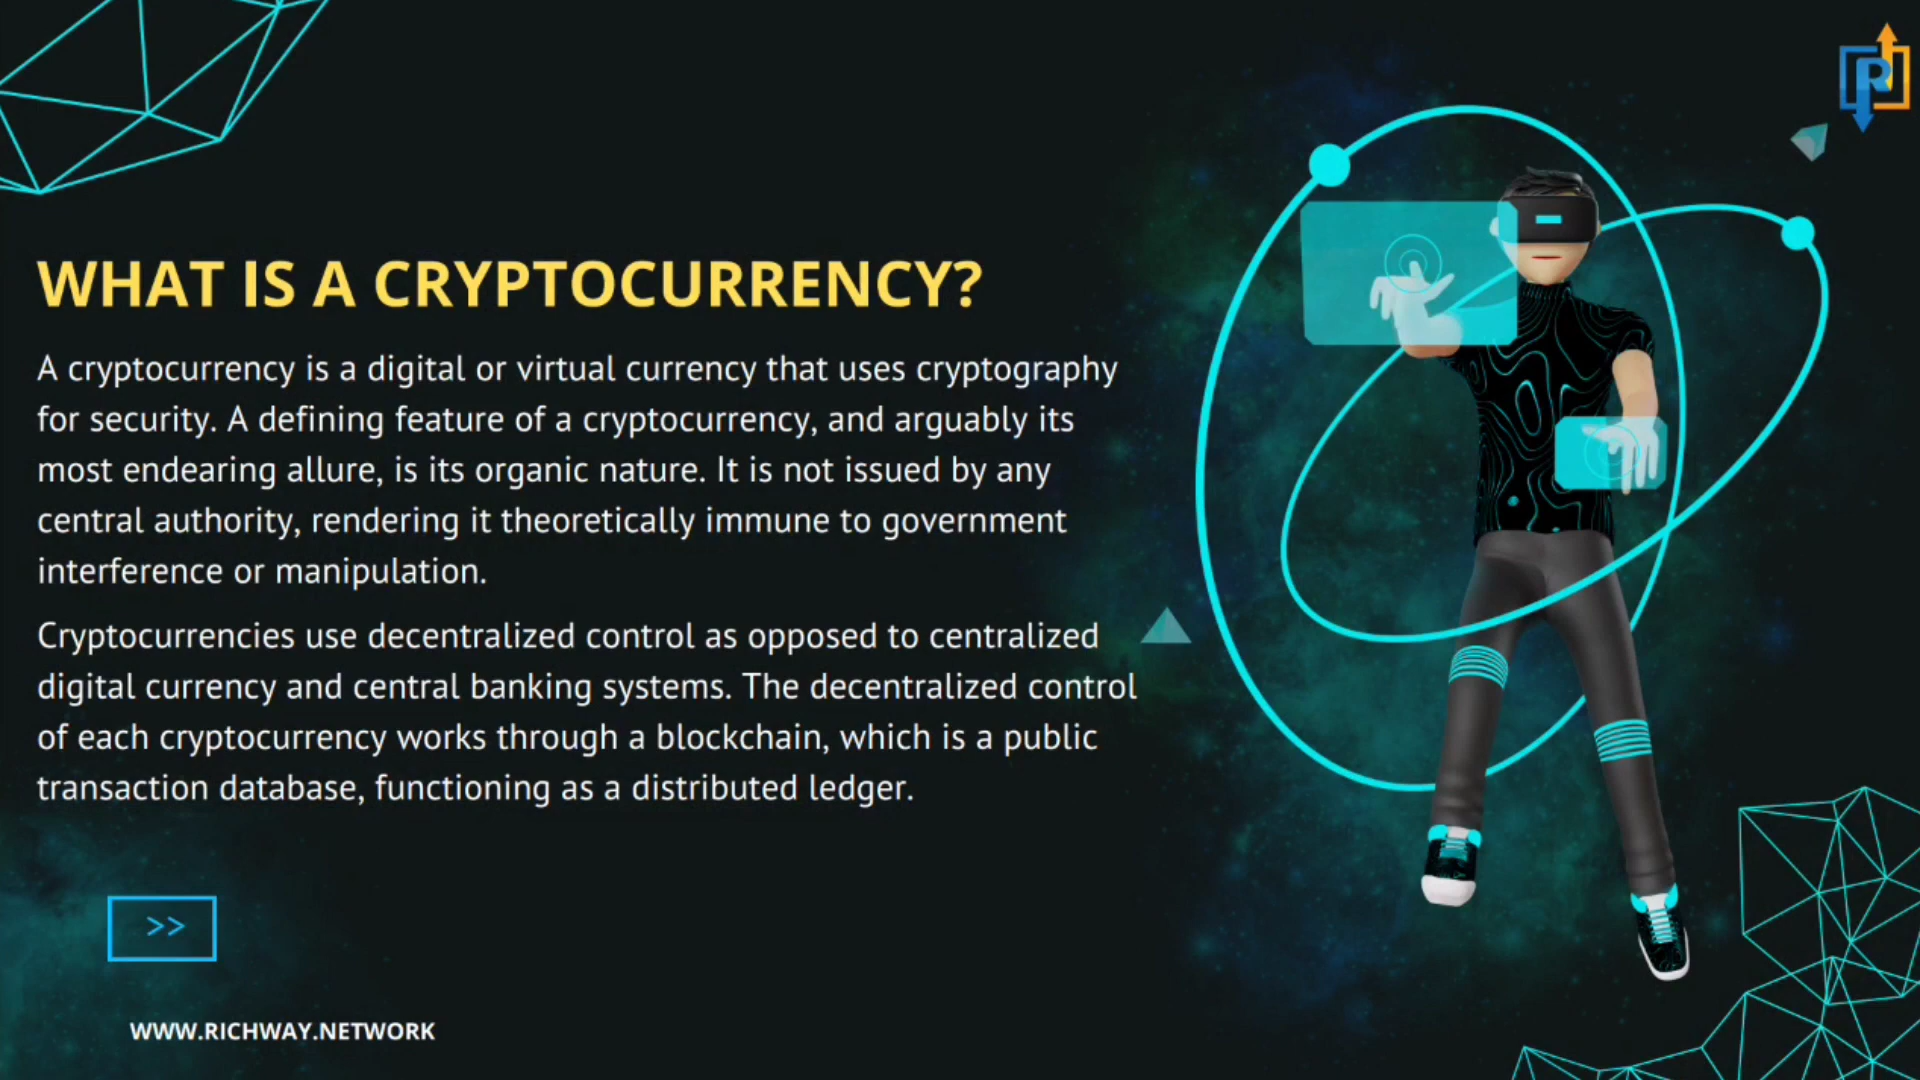 WHAT IS A CRYPTOCURRENCY?
A cryptocurrency is a digital or virtual currency that uses cryptography
for security. A defining feature of a cryptocurrency, and arguably its
most endearing allure, is its organic nature. It is not issued by any
central authority, rendering it theoretically immune to government
interference or manipulation.
Cryptocurrencies use decentralized control as opposed to centralized
digital currency and central banking systems. The decentralized control
of each cryptocurrency works through a blockchain, which is a public
transaction database, functioning as a distributed ledger.
>>
WWW.RICHWAY.NETWORK
R